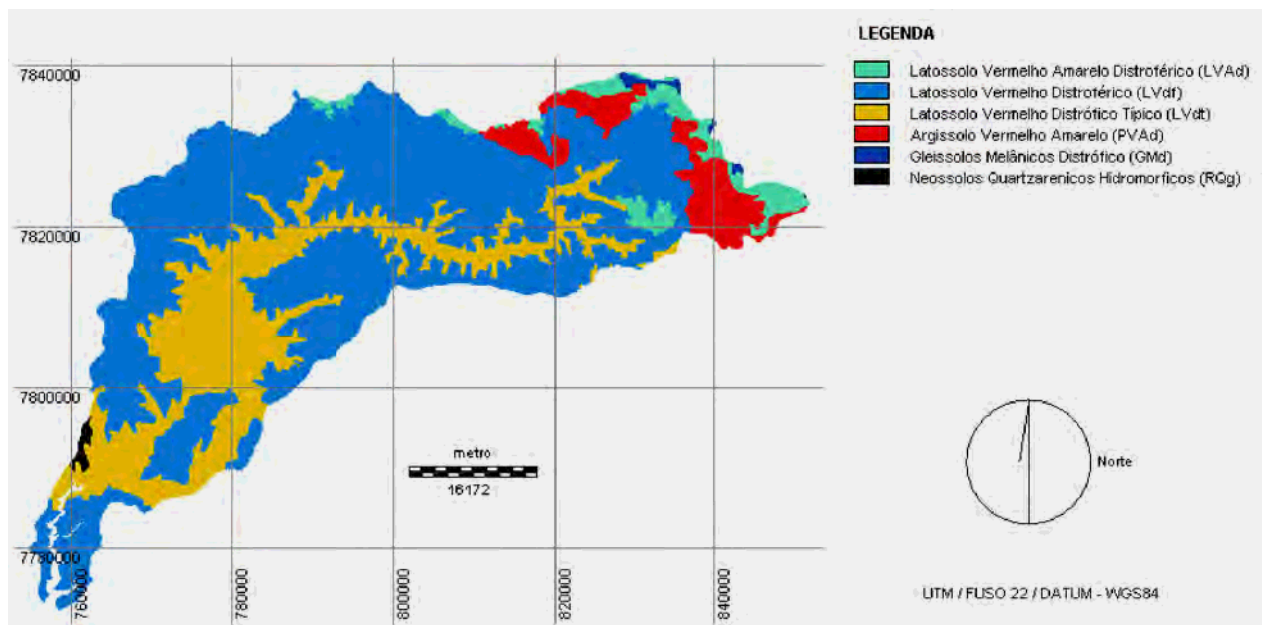 LEGENDA
Latossolo Vermelho Amarelo Distroférico (LVAd)
Latossolo Vermelho Distroférico (LVdf)
Latossolo Vermelho Distrófico Típico (LVdt)
Argissolo Vermelho Amarelo (PVAd)
Gleissolos Melânicos Distrófico (GMd)
Neossolos Quartzarenicos Hidromorficos (RQg)
7840000
7820000
7800000
7780000
760000
780000
800000
820000
840000
metro
16172
Norte
UTM / FUSO 22 / DATUM - WGS84